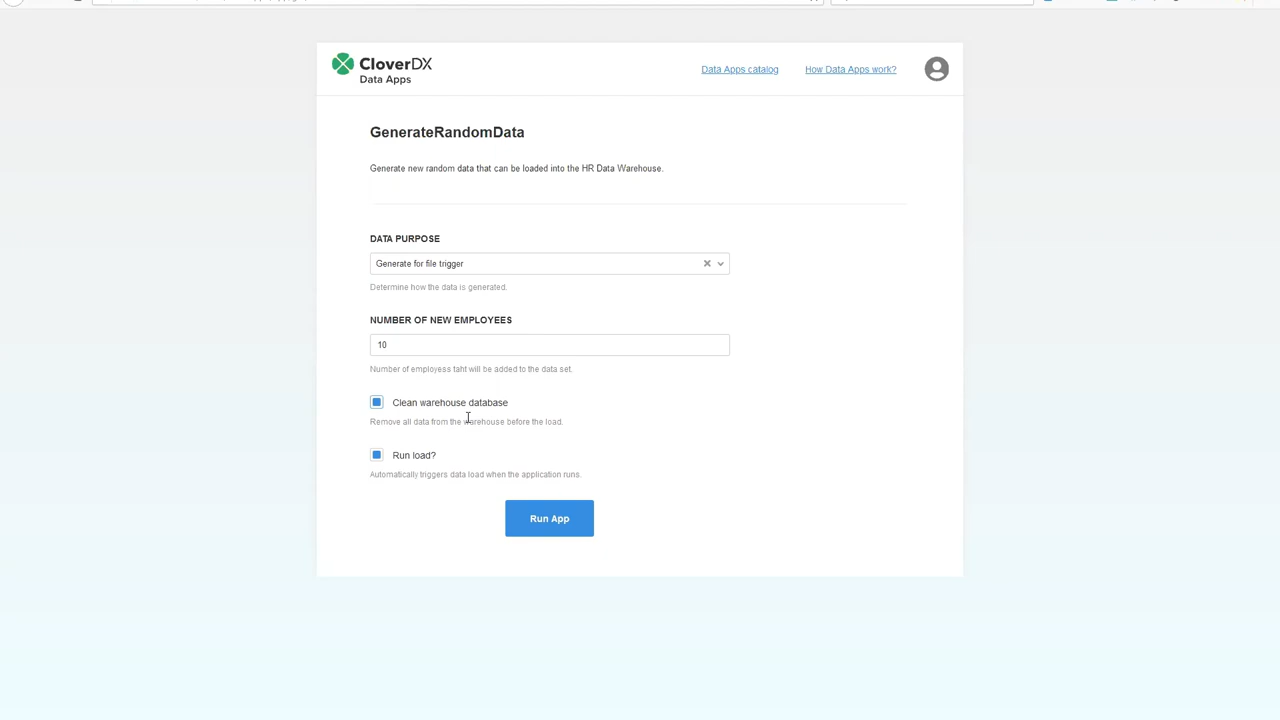 CloverDX
Data Apps
Data Apps catalog
How Data Apps work?
GenerateRandomData
Generate new random data that can be loaded into the HR Data Warehouse.
DATA PURPOSE
Generate for file trigger
Determine how the data is generated.
NUMBER OF NEW EMPLOYEES
10
Number of employess taht will be added to the data set.
Clean warehouse database
Remove all data from the warehouse before the load.
Run load?
Automatically triggers data load when the application runs.
Run App